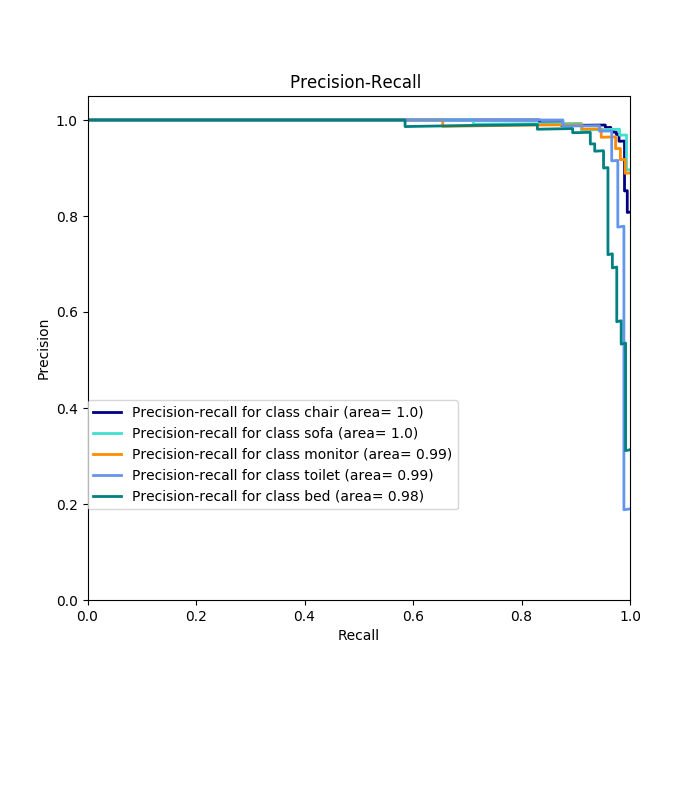 Precision-Recall
1.0
0.8
0.6
0.4
0.2
0.0
Precision
Precision-recall for class chair (area= 1.0)
Precision-recall for class sofa (area= 1.0)
Precision-recall for class monitor (area= 0.99)
Precision-recall for class toilet (area= 0.99)
Precision-recall for class bed (area= 0.98)
0.0 0.2 0.4 0.6 0.8 1.0
Recall